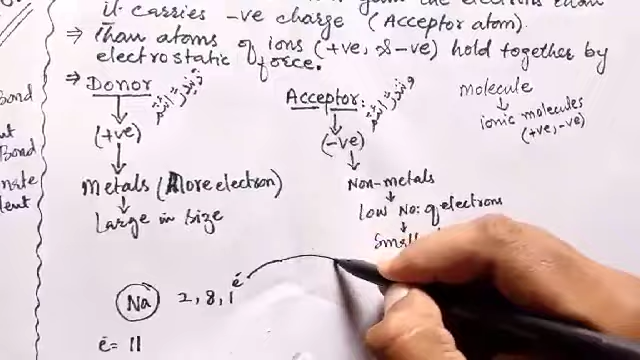 it carries -ve charge (Acceptor atom).
⇒ Than atoms of ions (+ve, & -ve) hold together by
electrostatic force.
⇒ Donor
(+ve)
Metals (More electron)
Large in size
Acceptor:
(-ve)
Non-metals
Low No: of electrons
Small
Molecule
ionic molecules
(+ve, -ve)
Bond
Bond
Na 2, 8, 1 é
é = 11